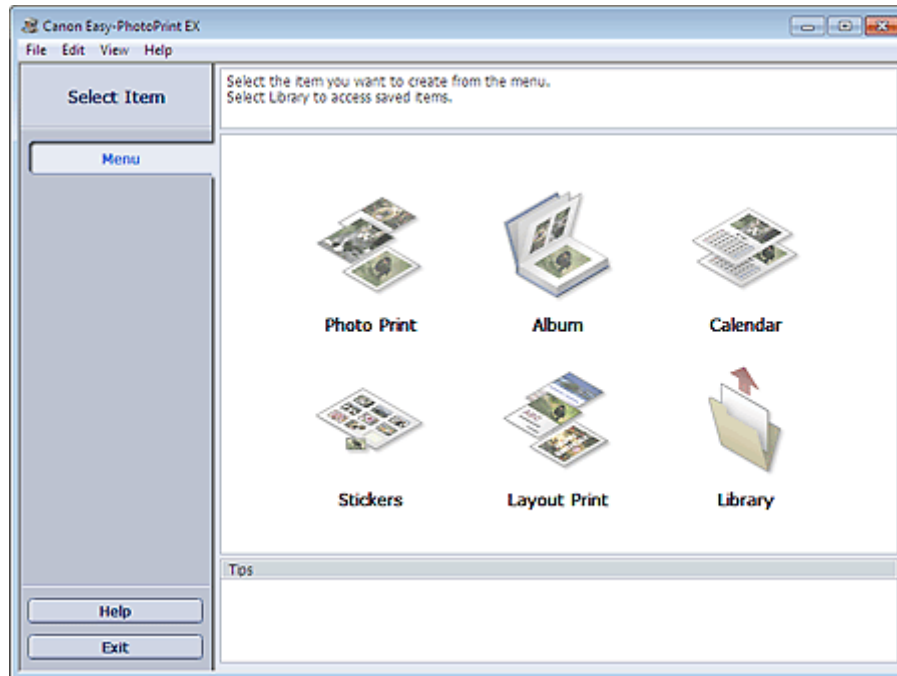 Canon Easy-PhotoPrint EX
File Edit View Help
Select Item
Select the item you want to create from the menu.
Select Library to access saved items.
Menu
Photo Print
Album
Calendar
Stickers
Layout Print
Library
Tips
Help
Exit